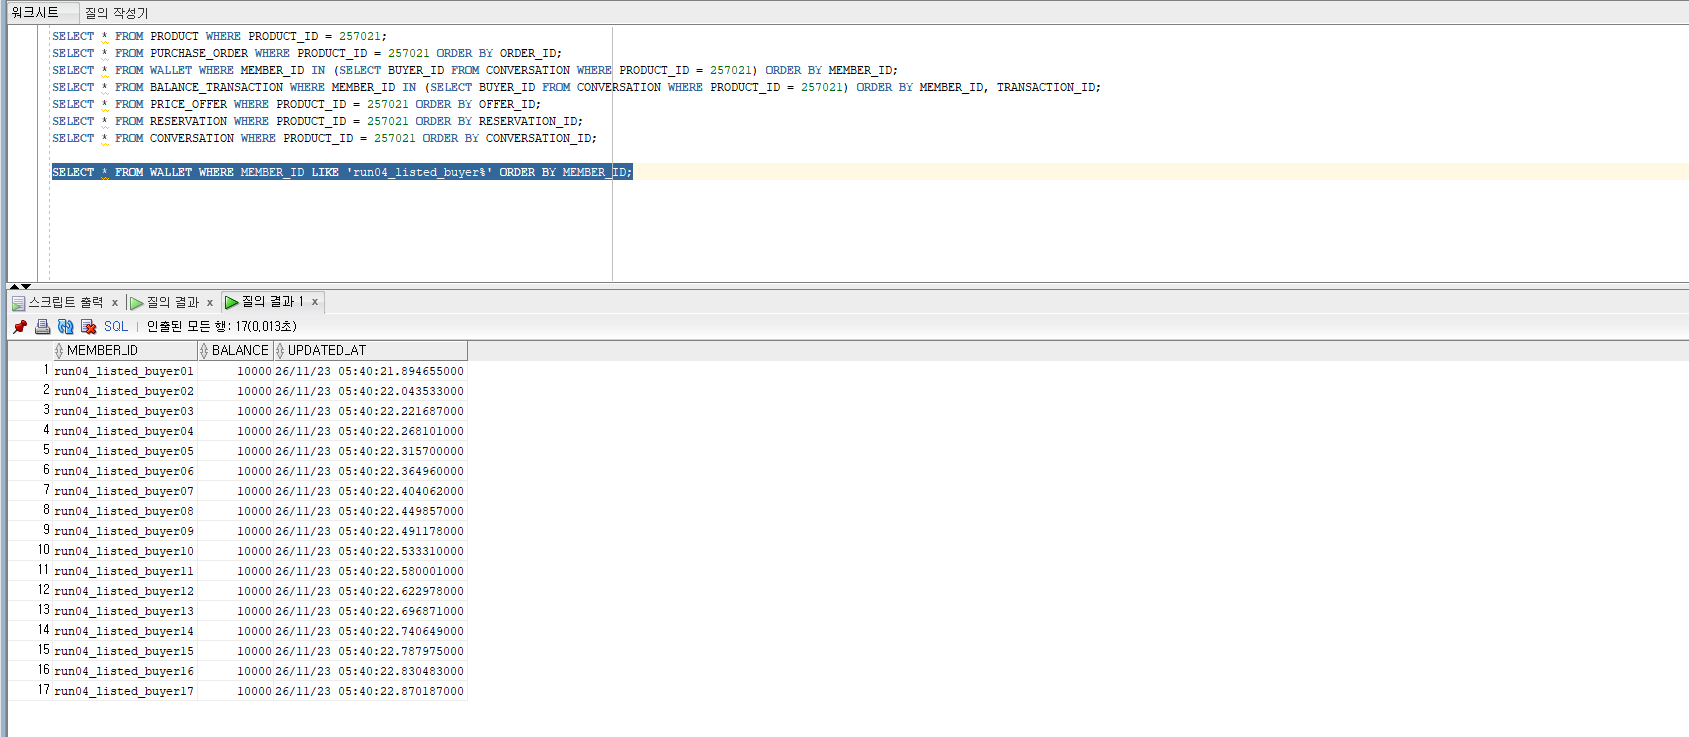 워크시트 질의 작성기
SELECT * FROM PRODUCT WHERE PRODUCT_ID = 257021;
SELECT * FROM PURCHASE_ORDER WHERE PRODUCT_ID = 257021 ORDER BY ORDER_ID;
SELECT * FROM WALLET WHERE MEMBER_ID IN (SELECT BUYER_ID FROM CONVERSATION WHERE PRODUCT_ID = 257021) ORDER BY MEMBER_ID;
SELECT * FROM BALANCE_TRANSACTION WHERE MEMBER_ID IN (SELECT BUYER_ID FROM CONVERSATION WHERE PRODUCT_ID = 257021) ORDER BY MEMBER_ID, TRANSACTION_ID;
SELECT * FROM PRICE_OFFER WHERE PRODUCT_ID = 257021 ORDER BY OFFER_ID;
SELECT * FROM RESERVATION WHERE PRODUCT_ID = 257021 ORDER BY RESERVATION_ID;
SELECT * FROM CONVERSATION WHERE PRODUCT_ID = 257021 ORDER BY CONVERSATION_ID;
SELECT * FROM WALLET WHERE MEMBER_ID LIKE 'run04_listed_buyer%' ORDER BY MEMBER_ID;
스크립트 출력 x 질의 결과 x 질의 결과 1 x
SQL | 인출된 모든 행: 17(0,013초)
MEMBER_ID BALANCE UPDATED_AT
1 run04_listed_buyer01 10000 26/11/23 05:40:21.894655000
2 run04_listed_buyer02 10000 26/11/23 05:40:22.043533000
3 run04_listed_buyer03 10000 26/11/23 05:40:22.221687000
4 run04_listed_buyer04 10000 26/11/23 05:40:22.268101000
5 run04_listed_buyer05 10000 26/11/23 05:40:22.315700000
6 run04_listed_buyer06 10000 26/11/23 05:40:22.364960000
7 run04_listed_buyer07 10000 26/11/23 05:40:22.404062000
8 run04_listed_buyer08 10000 26/11/23 05:40:22.449857000
9 run04_listed_buyer09 10000 26/11/23 05:40:22.491178000
10 run04_listed_buyer10 10000 26/11/23 05:40:22.533310000
11 run04_listed_buyer11 10000 26/11/23 05:40:22.580001000
12 run04_listed_buyer12 10000 26/11/23 05:40:22.622978000
13 run04_listed_buyer13 10000 26/11/23 05:40:22.696871000
14 run04_listed_buyer14 10000 26/11/23 05:40:22.740649000
15 run04_listed_buyer15 10000 26/11/23 05:40:22.787975000
16 run04_listed_buyer16 10000 26/11/23 05:40:22.830483000
17 run04_listed_buyer17 10000 26/11/23 05:40:22.870187000